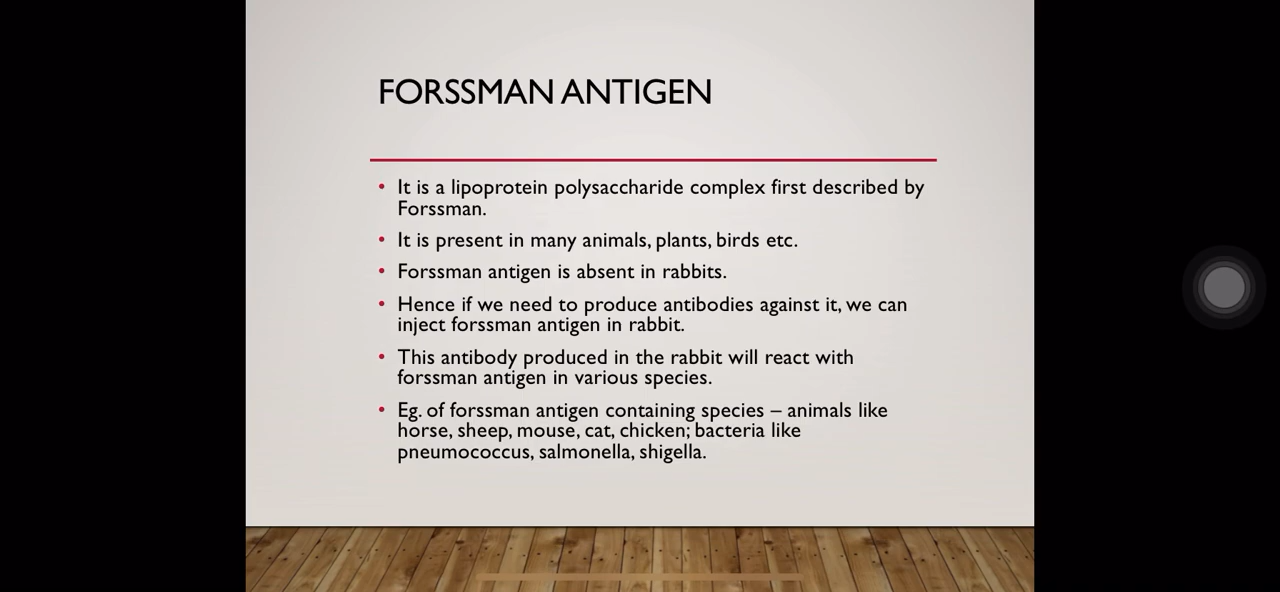 FORSSMAN ANTIGEN
• It is a lipoprotein polysaccharide complex first described by
Forssman.
• It is present in many animals, plants, birds etc.
• Forssman antigen is absent in rabbits.
• Hence if we need to produce antibodies against it, we can
inject forssman antigen in rabbit.
• This antibody produced in the rabbit will react with
forssman antigen in various species.
• Eg. of forssman antigen containing species – animals like
horse, sheep, mouse, cat, chicken; bacteria like
pneumococcus, salmonella, shigella.